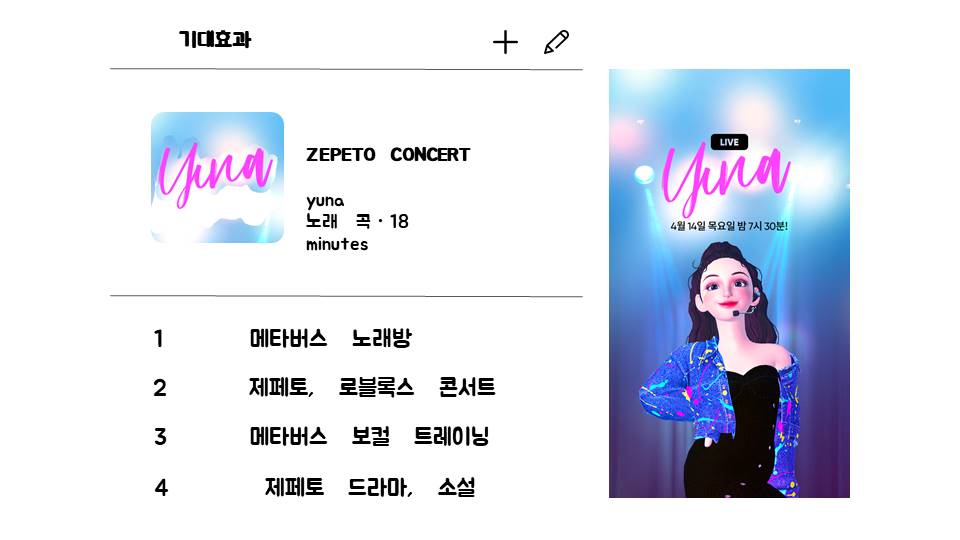 기대효과
Yuna
ZEPETO CONCERT
yuna
노래 콕 · 18
minutes
1 메타버스 노래방
2 제페토, 로블록스 콘서트
3 메타버스 보컬 트레이닝
4 제페토 드라마, 소설
LIVE
Yuna
4월 14일 목요일 밤 7시 30분!